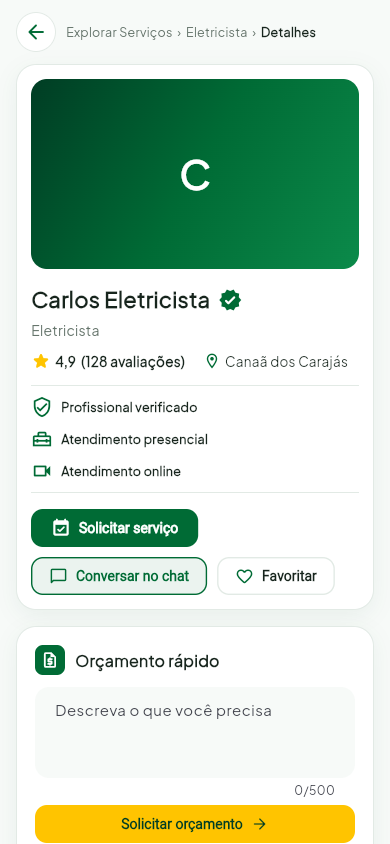 Explorar Serviços › Eletricista › Detalhes
C
Carlos Eletricista
Eletricista
4,9 (128 avaliações) Canaã dos Carajás
Profissional verificado
Atendimento presencial
Atendimento online
Solicitar serviço
Conversar no chat Favoritar
Orçamento rápido
Descreva o que você precisa
0/500
Solicitar orçamento